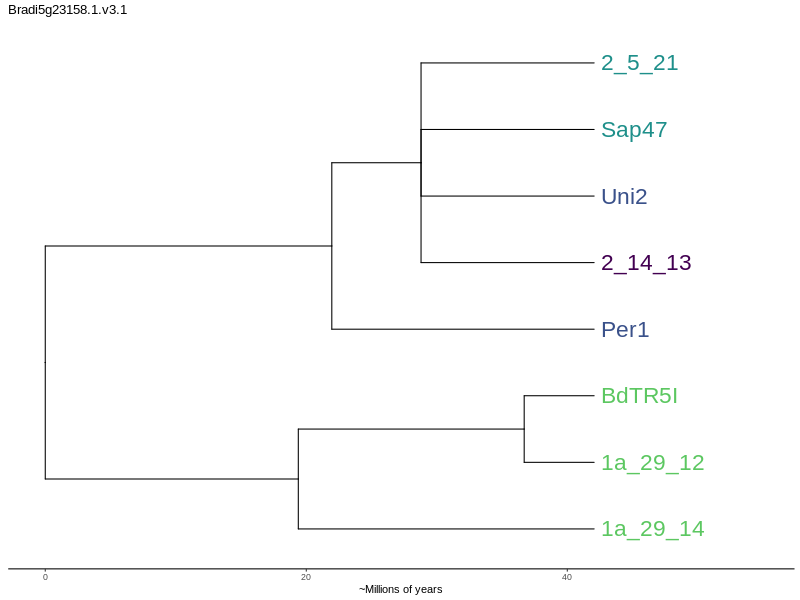 Bradi5g23158.1.v3.1
2_5_21
Sap47
Uni2
2_14_13
Per1
BdTR5I
1a_29_12
1a_29_14
0 20 40
~Millions of years